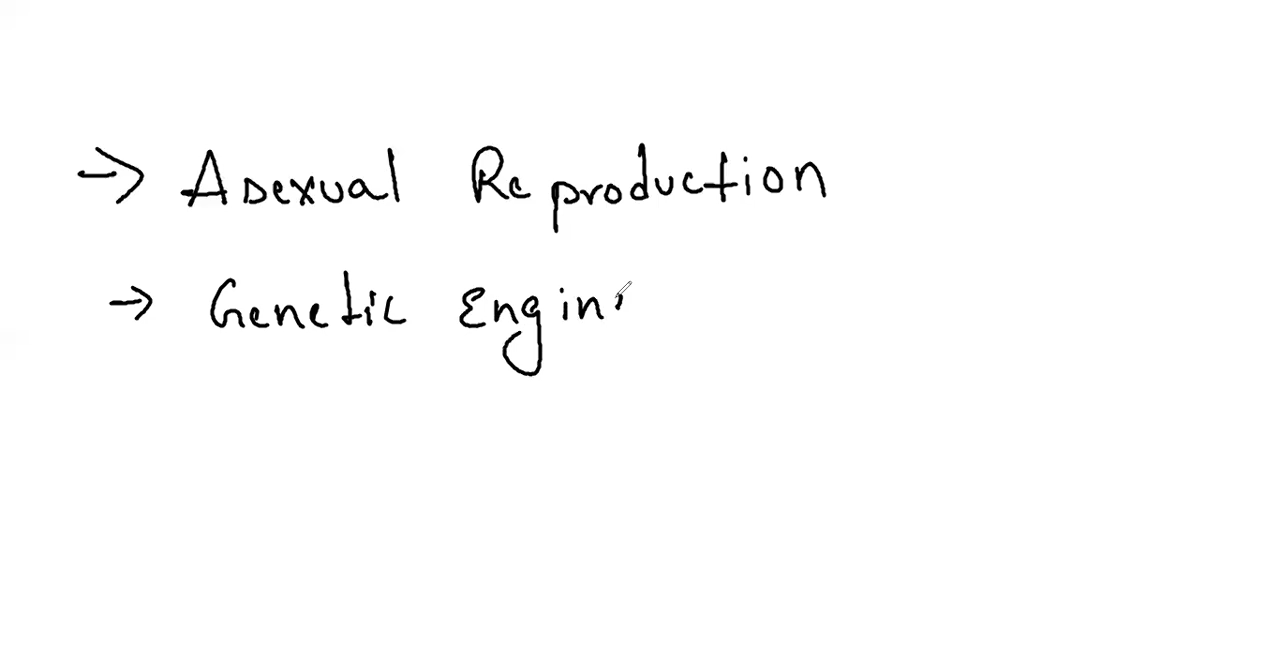 → Asexual Reproduction
→ Genetic Engin